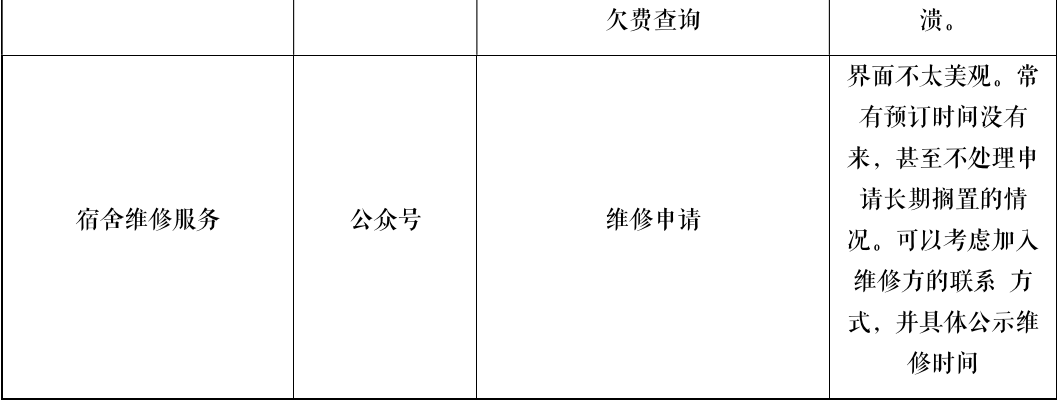 欠费查询
溃。
宿舍维修服务
公众号
维修申请
界面不太美观。常
有预订时间没有
来，甚至不处理申
请长期搁置的情
况。可以考虑加入
维修方的联系 方
式，并具体公示维
修时间